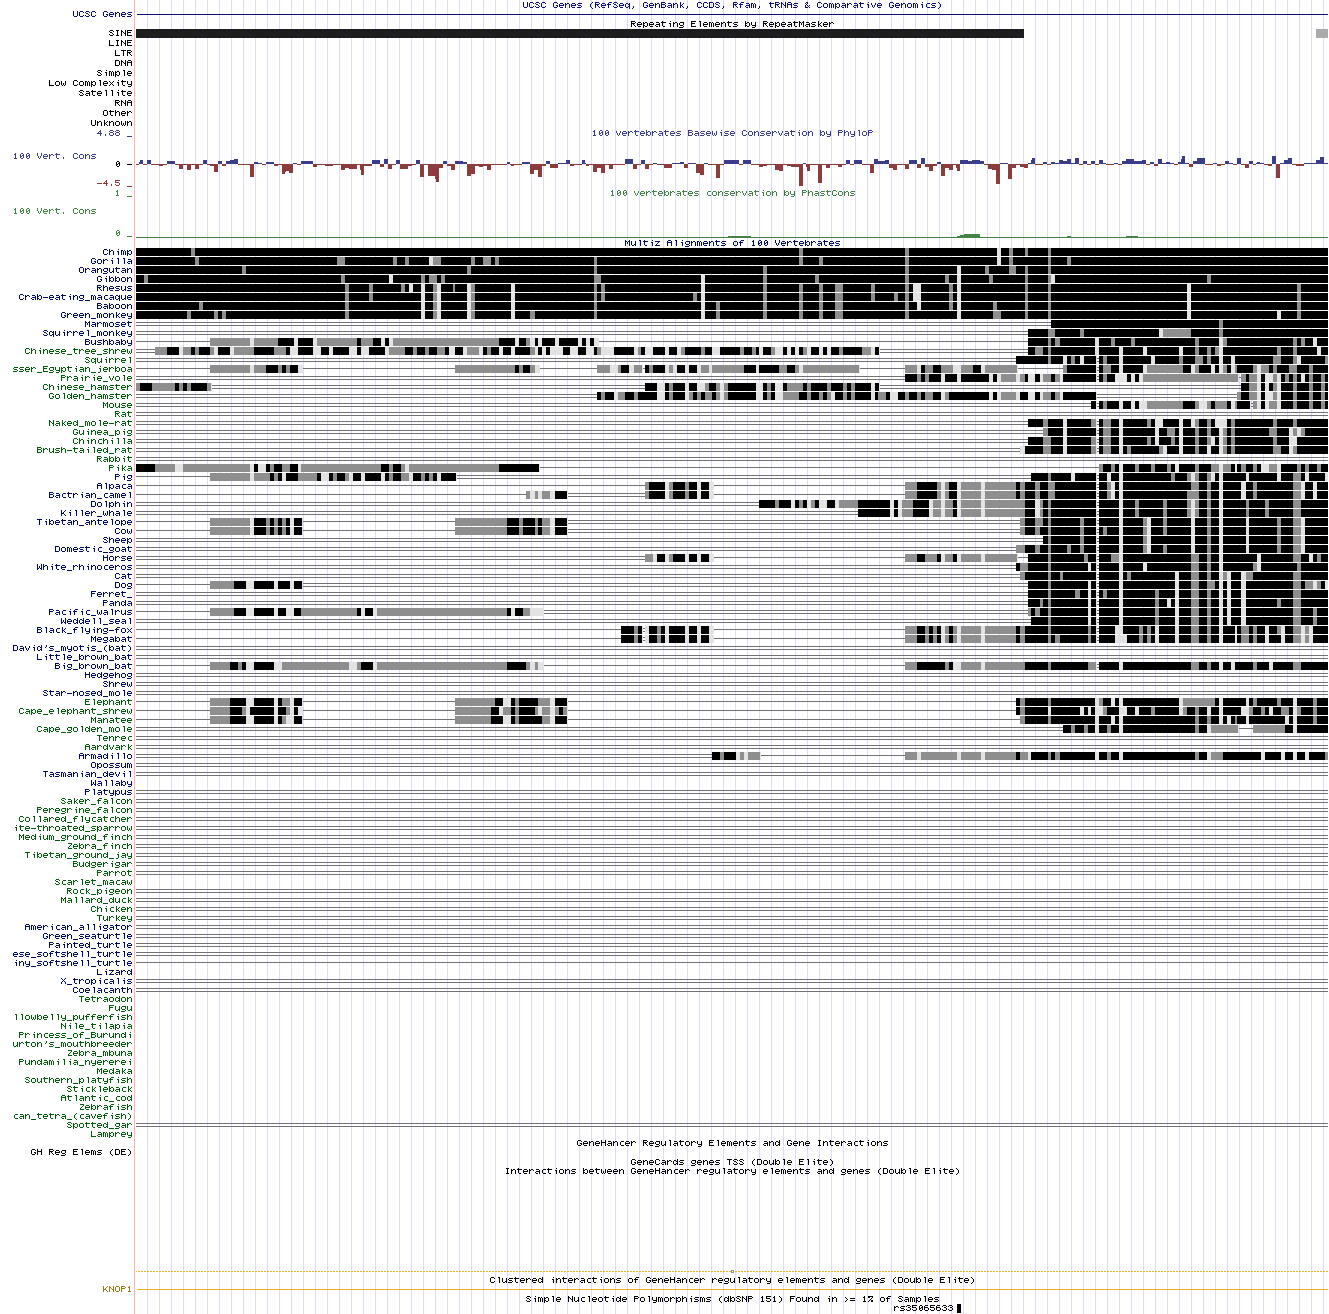 UCSC Genes (RefSeq, GenBank, CCDS, Rfam, tRNAs & Comparative Genomics)
UCSC Genes
Repeating Elements by RepeatMasker
SINE
LINE
LTR
DNA
Simple
Low Complexity
Satellite
RNA
Other
Unknown
4.88 _
100 vertebrates Basewise Conservation by PhyloP
100 Vert. Cons
0 _
-4.5 _
1 _
100 vertebrates conservation by PhastCons
100 Vert. Cons
0 _
Multiz Alignments of 100 Vertebrates
Chimp
Gorilla
Orangutan
Gibbon
Rhesus
Crab-eating_macaque
Baboon
Green_monkey
Marmoset
Squirrel_monkey
Bushbaby
Chinese_tree_shrew
Squirrel
sser_Egyptian_jerboa
Prairie_vole
Chinese_hamster
Golden_hamster
Mouse
Rat
Naked_mole-rat
Guinea_pig
Chinchilla
Brush-tailed_rat
Rabbit
Pika
Pig
Alpaca
Bactrian_camel
Dolphin
Killer_whale
Tibetan_antelope
Cow
Sheep
Domestic_goat
Horse
White_rhinoceros
Cat
Dog
Ferret_
Panda
Pacific_walrus
Weddell_seal
Black_flying-fox
Megabat
David's_myotis_(bat)
Little_brown_bat
Big_brown_bat
Hedgehog
Shrew
Star-nosed_mole
Elephant
Cape_elephant_shrew
Manatee
Cape_golden_mole
Tenrec
Aardvark
Armadillo
Opossum
Tasmanian_devil
Wallaby
Platypus
Saker_falcon
Peregrine_falcon
Collared_flycatcher
ite-throated_sparrow
Medium_ground_finch
Zebra_finch
Tibetan_ground_jay
Budgerigar
Parrot
Scarlet_macaw
Rock_pigeon
Mallard_duck
Chicken
Turkey
American_alligator
Green_seaturtle
Painted_turtle
ese_softshell_turtle
iny_softshell_turtle
Lizard
X_tropicalis
Coelacanth
Tetraodon
Fugu
llowbelly_pufferfish
Nile_tilapia
Princess_of_Burundi
urton's_mouthbreeder
Zebra_mbuna
Pundamilia_nyererei
Medaka
Southern_platyfish
Stickleback
Atlantic_cod
Zebrafish
can_tetra_(cavefish)
Spotted_gar
Lamprey
GeneHancer Regulatory Elements and Gene Interactions
GH Reg Elems (DE)
GeneCards genes TSS (Double Elite)
Interactions between GeneHancer regulatory elements and genes (Double Elite)
Clustered interactions of GeneHancer regulatory elements and genes (Double Elite)
KNOP1
Simple Nucleotide Polymorphisms (dbSNP 151) Found in >= 1% of Samples
rs35065633